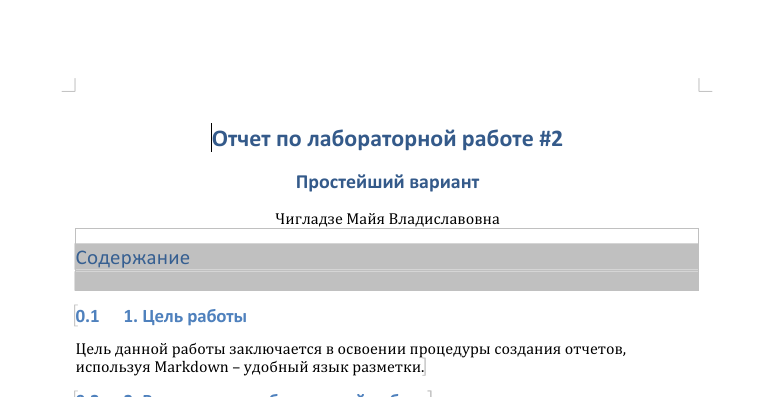 Отчет по лабораторной работе #2
Простейший вариант
Чигладзе Майя Владиславовна
Содержание
0.1 1. Цель работы
Цель данной работы заключается в освоении процедуры создания отчетов,
используя Markdown – удобный язык разметки.